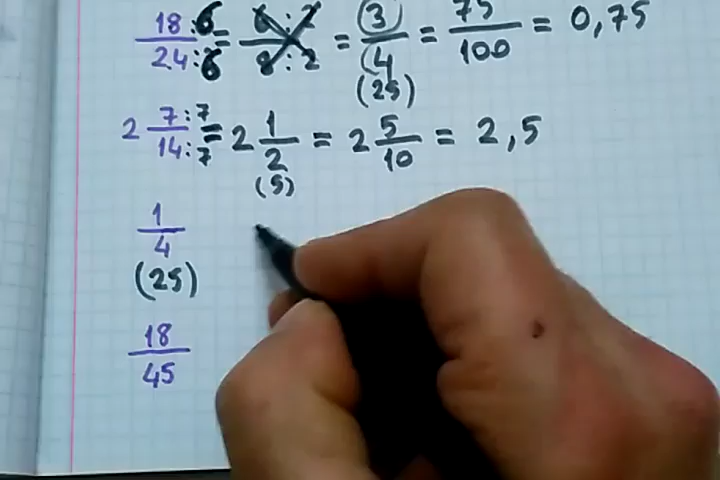 18:6/24:6 = 6:2/8:2 = 3/4 = 75/100 = 0,75
(25)
2 7:7/14:7 = 2 1/2 = 2 5/10 = 2,5
(5)
1/4
(25)
18/45